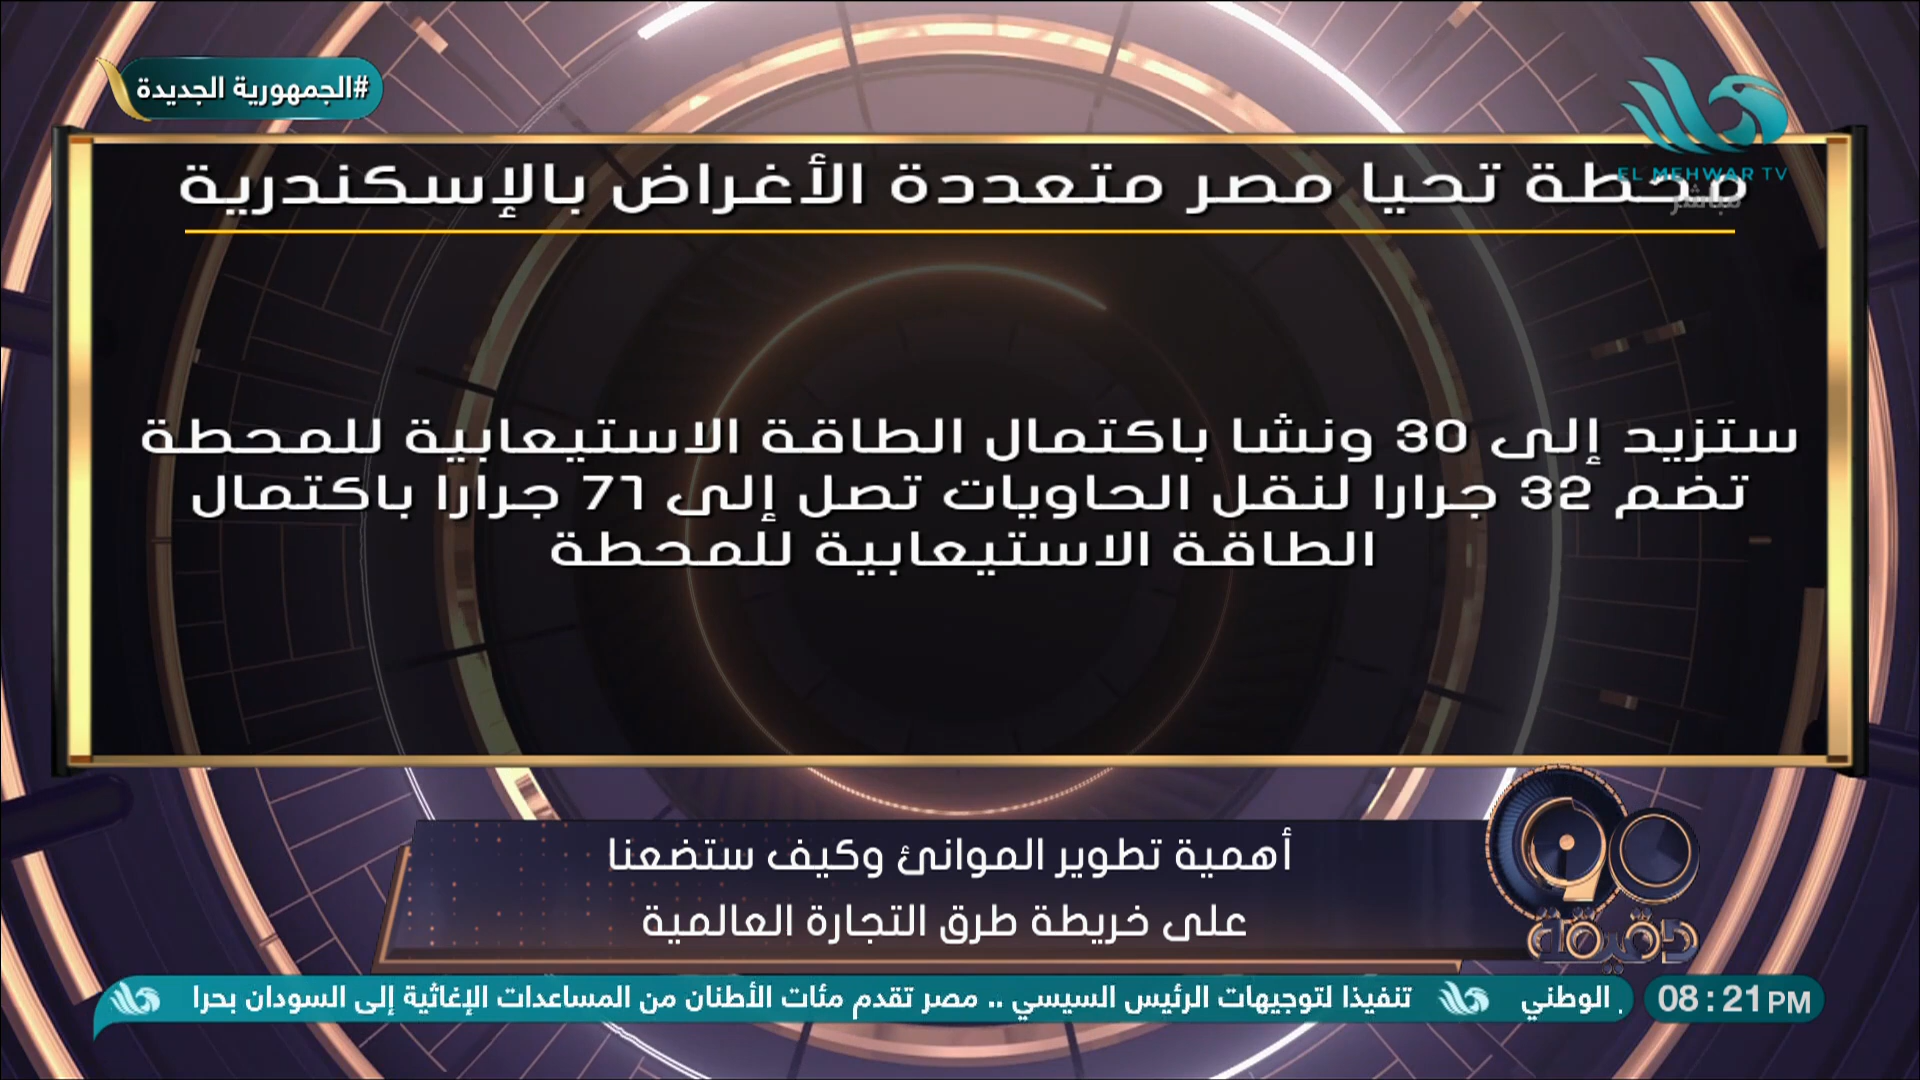 #الجمهورية الجديدة
EL MEHWAR TV
مباشر
محطة تحيا مصر متعددة الأغراض بالإسكندرية
ستزيد إلى 30 ونشا باكتمال الطاقة الاستيعابية للمحطة
تضم 32 جرارا لنقل الحاويات تصل إلى 71 جرارا باكتمال
الطاقة الاستيعابية للمحطة
أهمية تطوير الموانئ وكيف ستضعنا
على خريطة طرق التجارة العالمية
90
دقيقة
. الوطني
تنفيذا لتوجيهات الرئيس السيسي .. مصر تقدم مئات الأطنان من المساعدات الإغاثية إلى السودان بحرا
08:21 PM